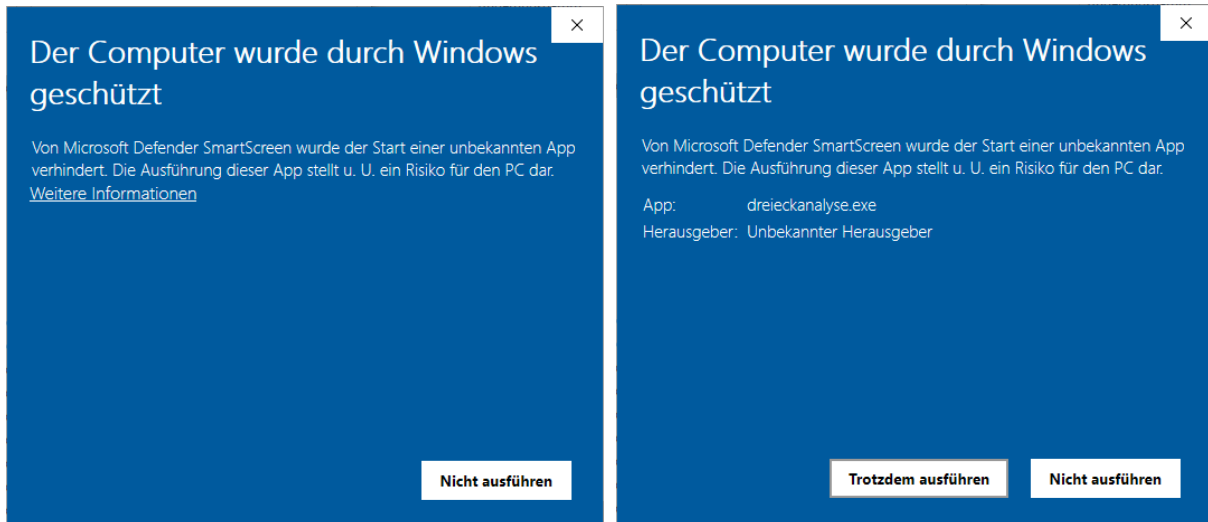 Der Computer wurde durch Windows
geschützt
Von Microsoft Defender SmartScreen wurde der Start einer unbekannten App
verhindert. Die Ausführung dieser App stellt u. U. ein Risiko für den PC dar.
Weitere Informationen
Nicht ausführen
Der Computer wurde durch Windows
geschützt
Von Microsoft Defender SmartScreen wurde der Start einer unbekannten App
verhindert. Die Ausführung dieser App stellt u. U. ein Risiko für den PC dar.
App: dreieckanalyse.exe
Herausgeber: Unbekannter Herausgeber
Trotzdem ausführen Nicht ausführen